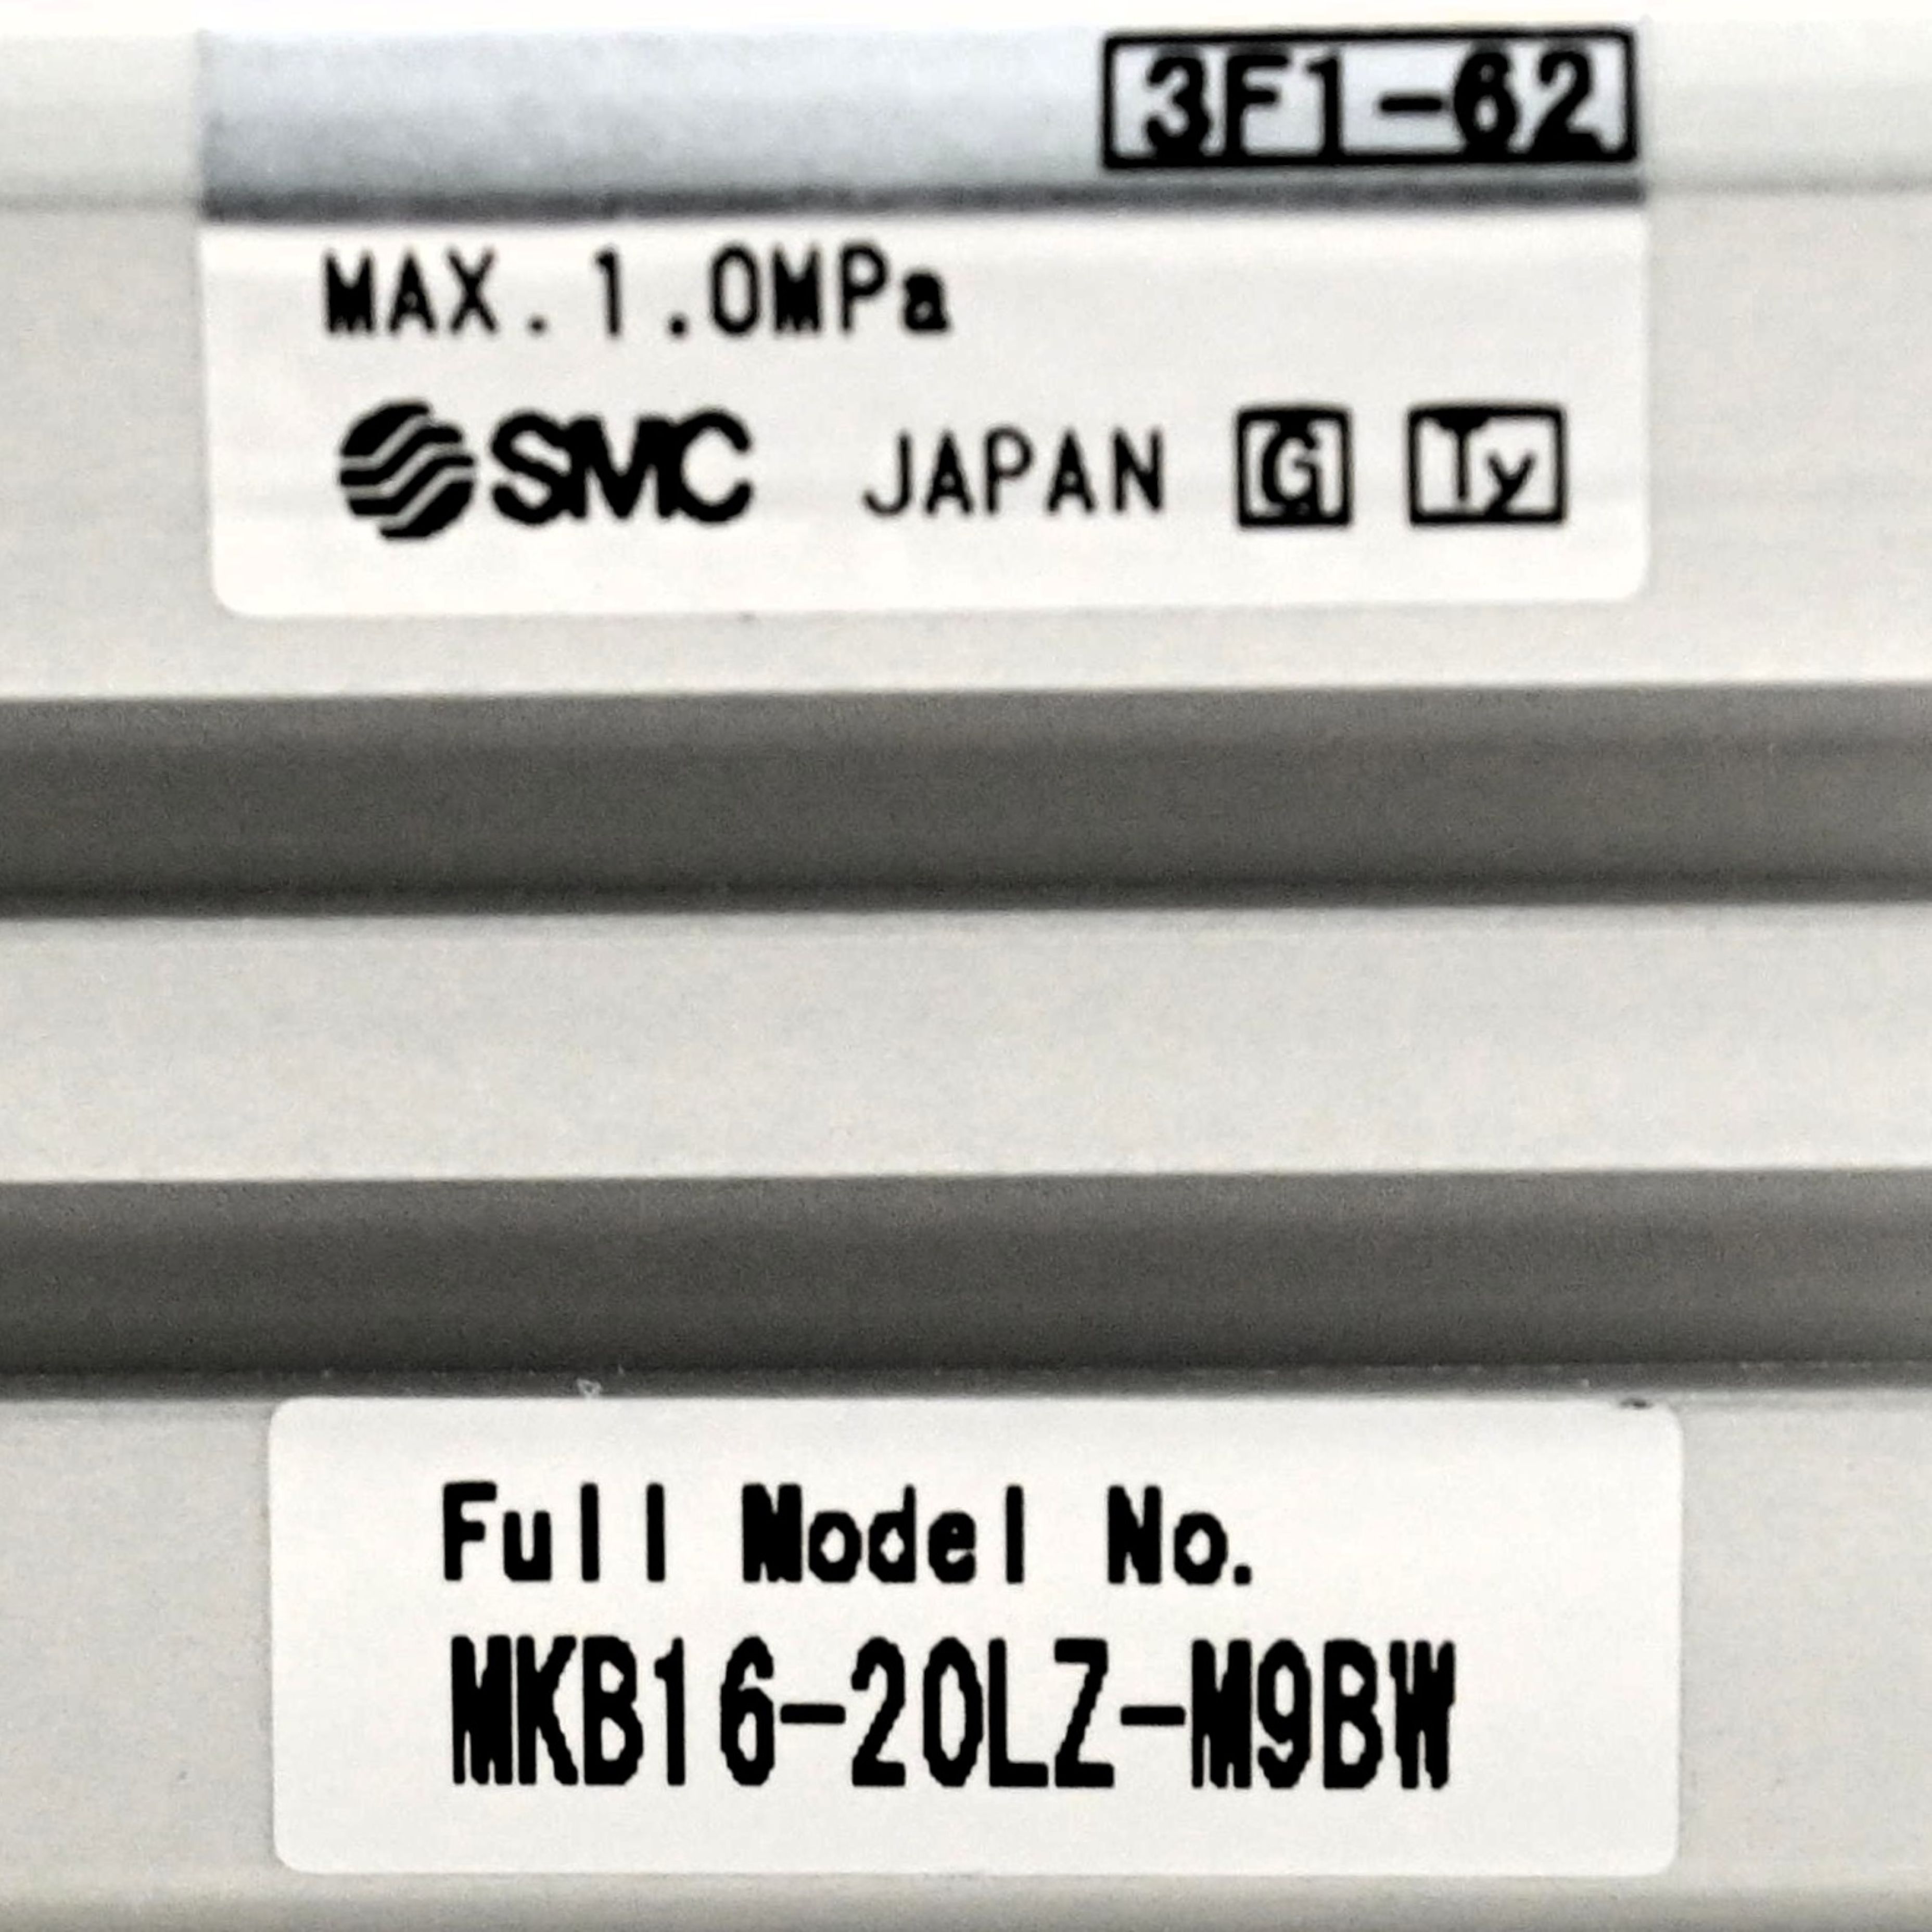 3F1-62
MAX. 1.0MPa
SMC JAPAN G Ty
Full Model No.
MKB16-20LZ-M9BW